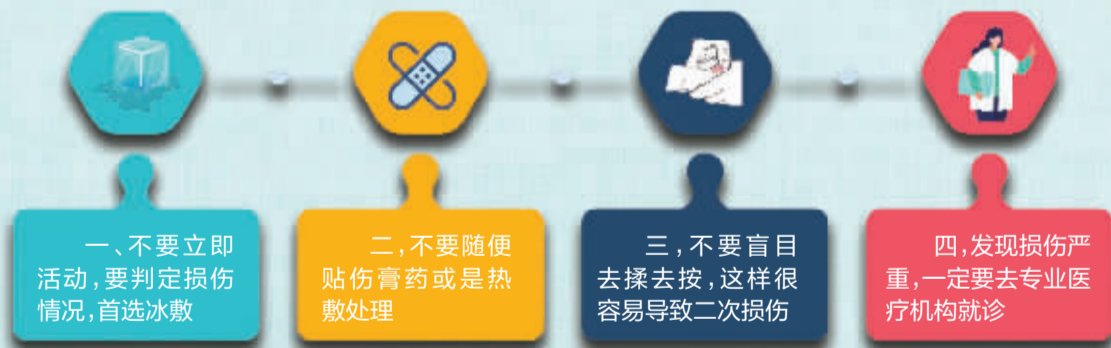 一、不要立即
活动，要判定损伤
情况，首选冰敷
二，不要随便
贴伤膏药或是热
敷处理
三，不要盲目
去揉去按，这样很
容易导致二次损伤
四，发现损伤严
重，一定要去专业医
疗机构就诊